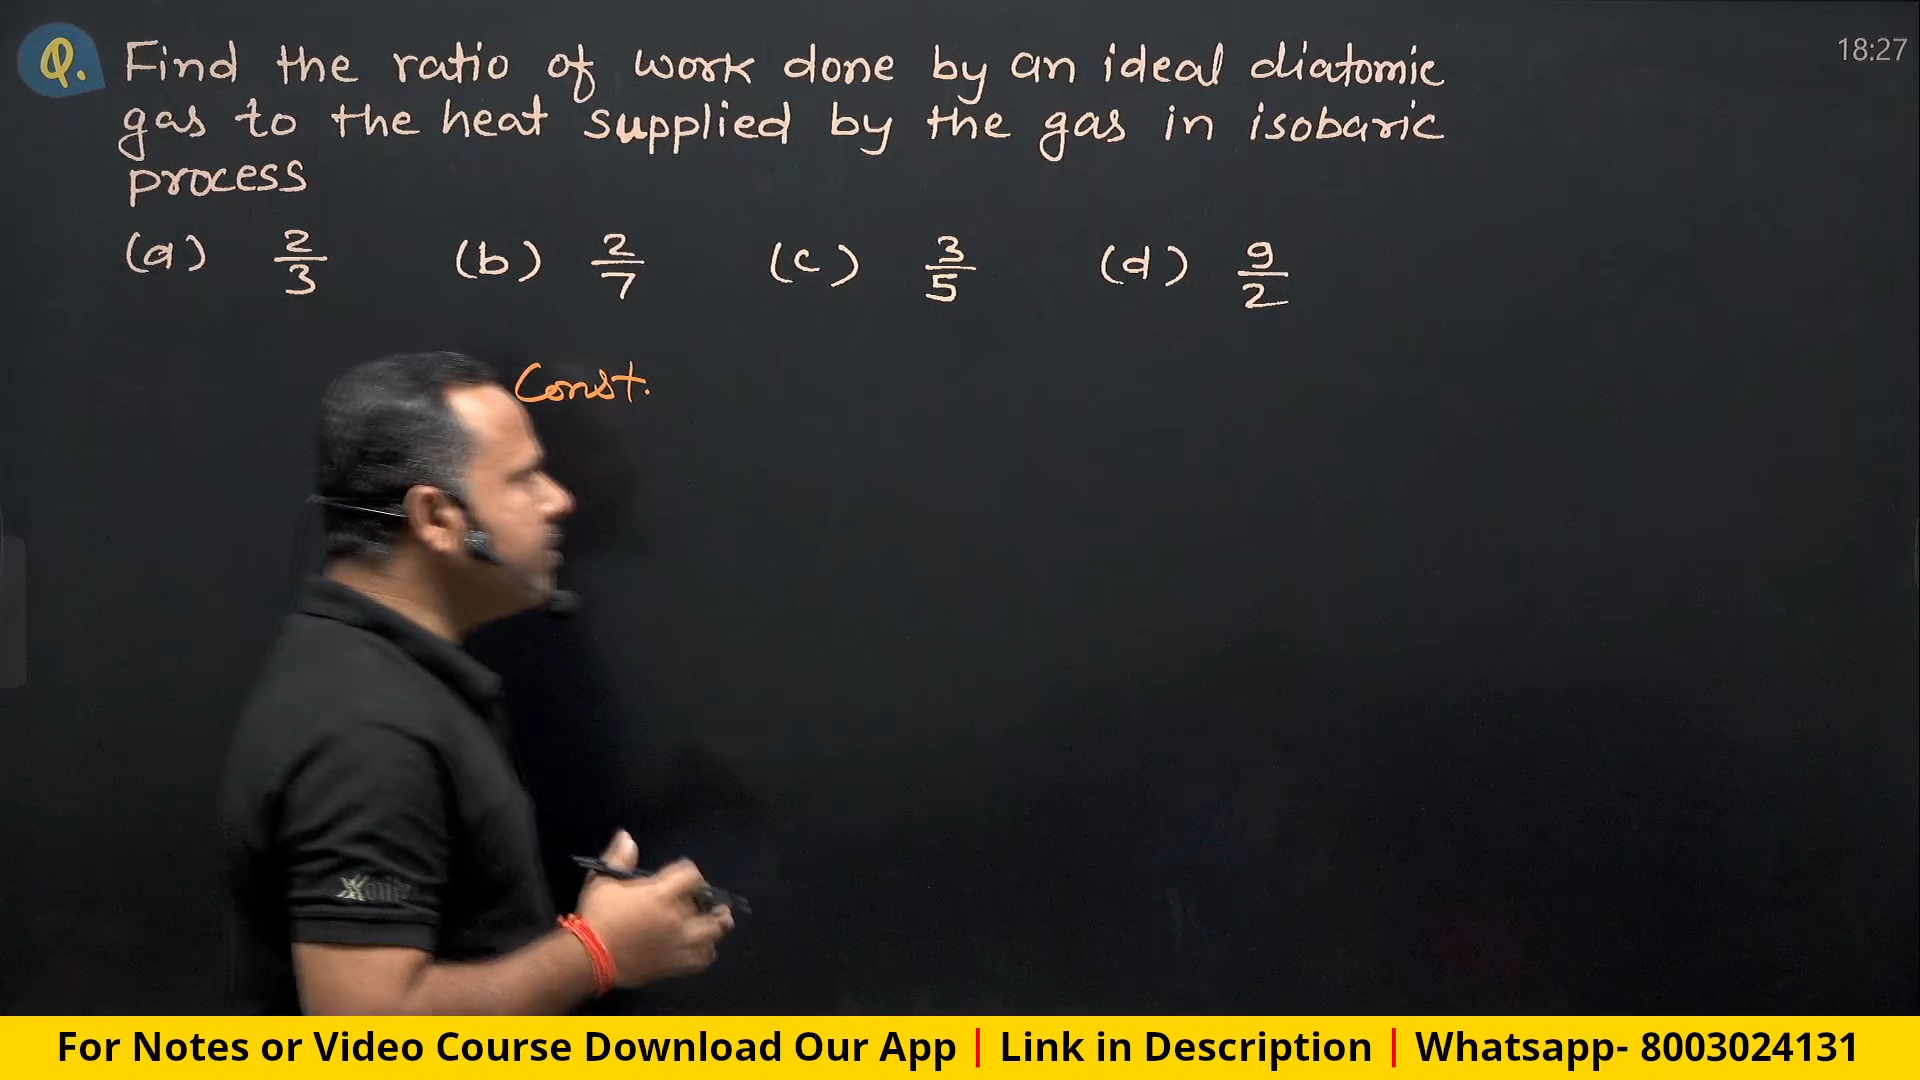 Q. Find the ratio of work done by an ideal diatomic
18:27
gas to the heat supplied by the gas in isobaric
process
(a) 2/3 (b) 2/7 (c) 3/5 (d) 9/2
Const.
For Notes or Video Course Download Our App | Link in Description | Whatsapp- 8003024131